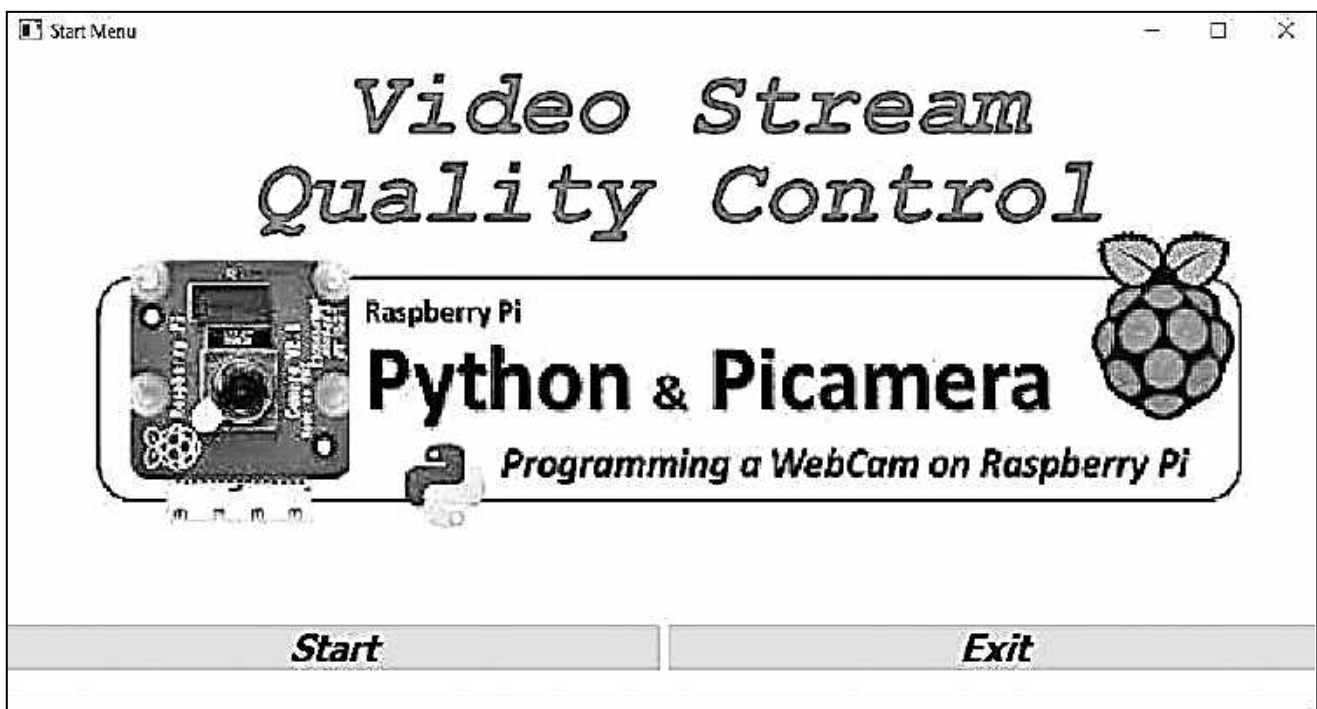 Start Menu
Video Stream
Quality Control
Raspberry Pi
Python & Picamera
Programming a WebCam on Raspberry Pi
Start
Exit